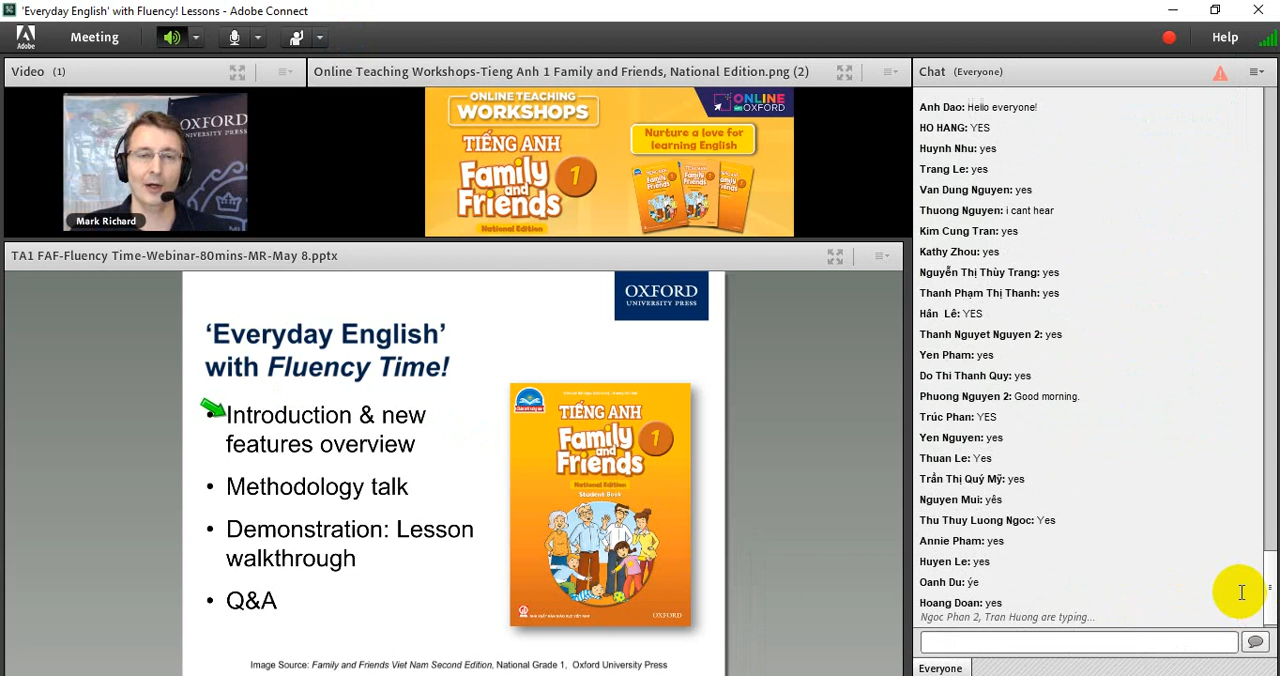 'Everyday English' with Fluency! Lessons - Adobe Connect
Adobe
Meeting
Help
Video (1)
OXFORD
UNIVERSITY PRESS
Mark Richard
Online Teaching Workshops-Tieng Anh 1 Family and Friends, National Edition.png (2)
ONLINE TEACHING
WORKSHOPS
TIẾNG ANH
Family
and
Friends
1
National Edition
ONLINE
OXFORD
Nurture a love for
learning English
TA1 FAF-Fluency Time-Webinar-80mins-MR-May 8.pptx
OXFORD
UNIVERSITY PRESS
'Everyday English'
with Fluency Time!
• Introduction & new
features overview
• Methodology talk
• Demonstration: Lesson
walkthrough
• Q&A
TIẾNG ANH
Family
and
Friends
1
National Edition
Student Book
OXFORD
Image Source: Family and Friends Viet Nam Second Edition, National Grade 1, Oxford University Press
Chat (Everyone)
Anh Dao: Hello everyone!
HO HANG: YES
Huynh Nhu: yes
Trang Le: yes
Van Dung Nguyen: yes
Thuong Nguyen: i cant hear
Kim Cung Tran: yes
Kathy Zhou: yes
Nguyễn Thị Thùy Trang: yes
Thanh Phạm Thị Thanh: yes
Hân Lê: YES
Thanh Nguyet Nguyen 2: yes
Yen Pham: yes
Do Thi Thanh Quy: yes
Phuong Nguyen 2: Good morning.
Trúc Phan: YES
Yen Nguyen: yes
Thuan Le: Yes
Trần Thị Quý Mỹ: yes
Nguyen Mui: yês
Thu Thuy Luong Ngoc: Yes
Annie Pham: yes
Huyen Le: yes
Oanh Du: ýe
Hoang Doan: yes
Ngoc Phan 2, Tran Huong are typing...
Everyone